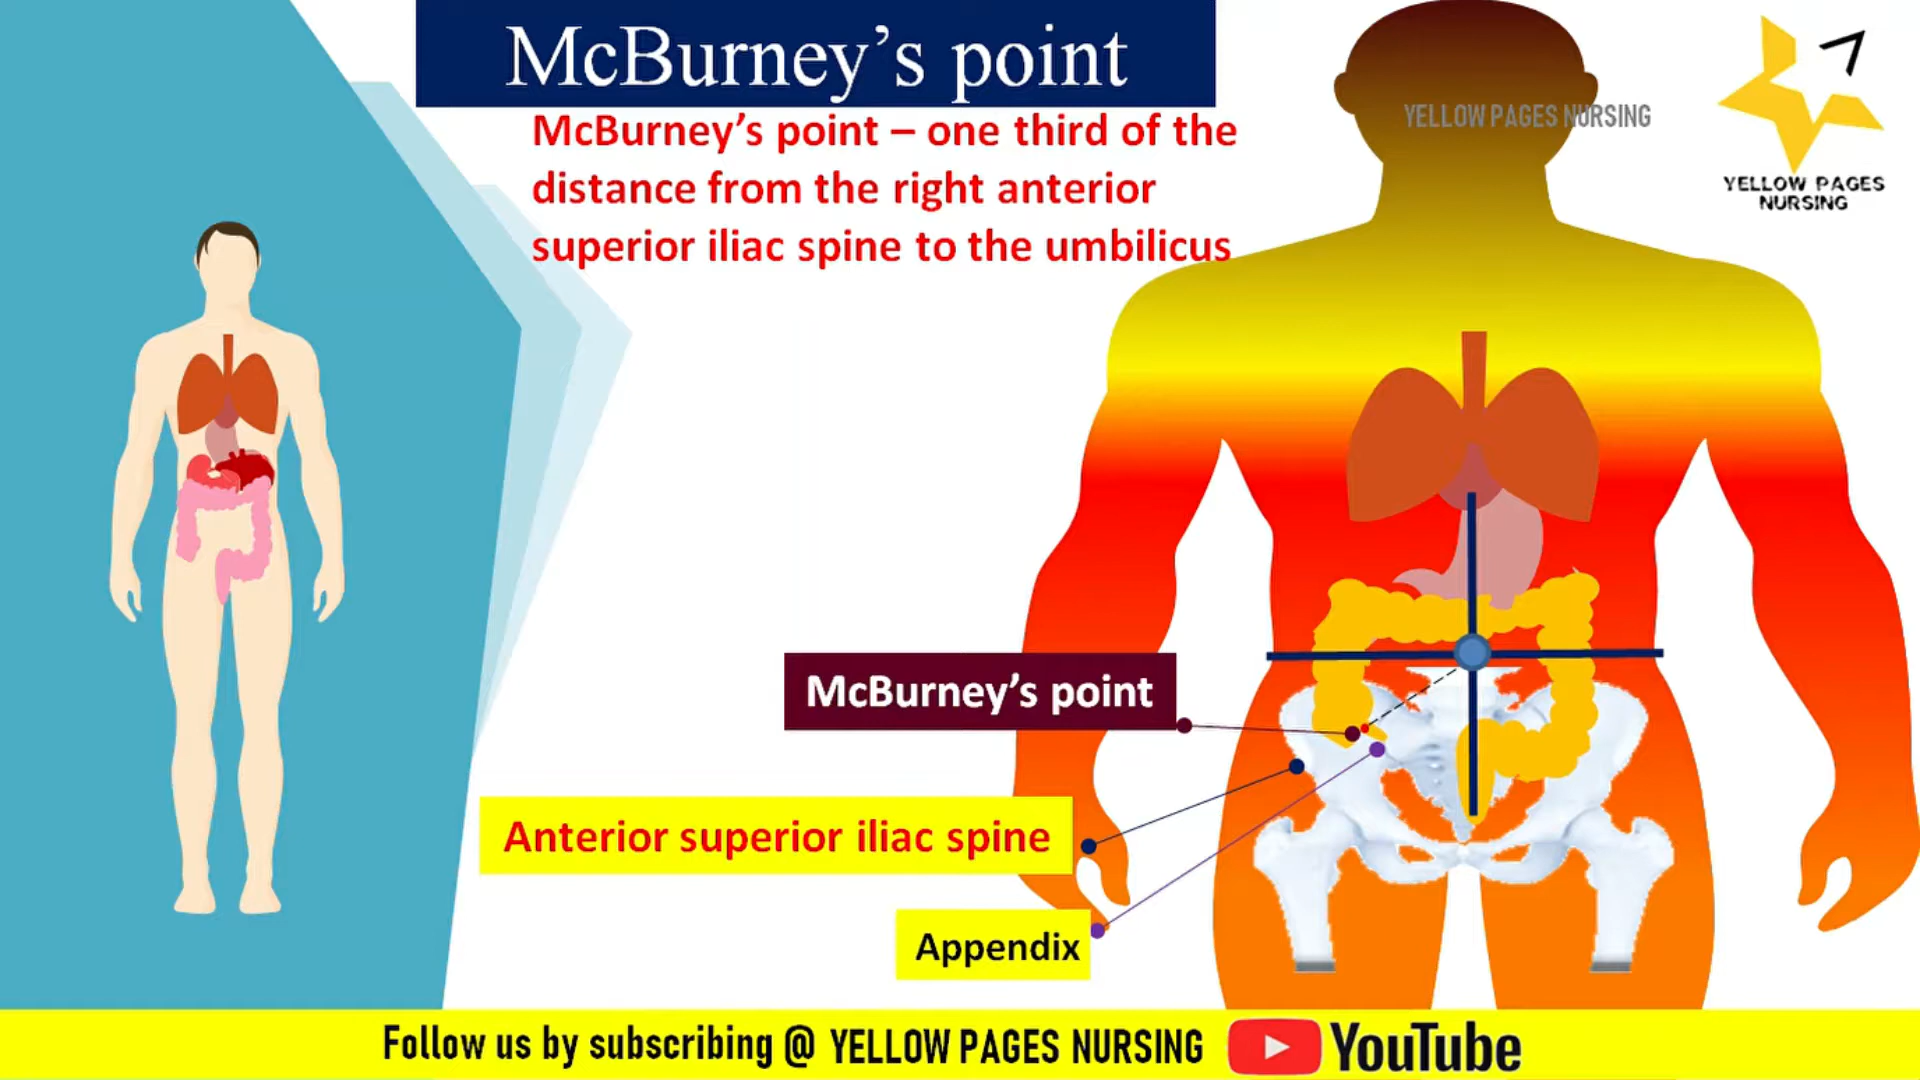 McBurney’s point
McBurney’s point – one third of the
distance from the right anterior
superior iliac spine to the umbilicus
YELLOW PAGES NURSING
YELLOW PAGES
NURSING
McBurney’s point
Anterior superior iliac spine
Appendix
Follow us by subscribing @ YELLOW PAGES NURSING YouTube